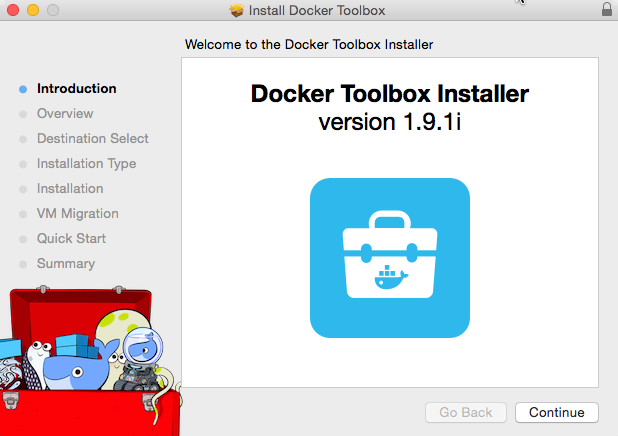 Install Docker Toolbox
Welcome to the Docker Toolbox Installer
Introduction
Overview
Destination Select
Installation Type
Installation
VM Migration
Quick Start
Summary
Docker Toolbox Installer
version 1.9.1i
Go Back
Continue